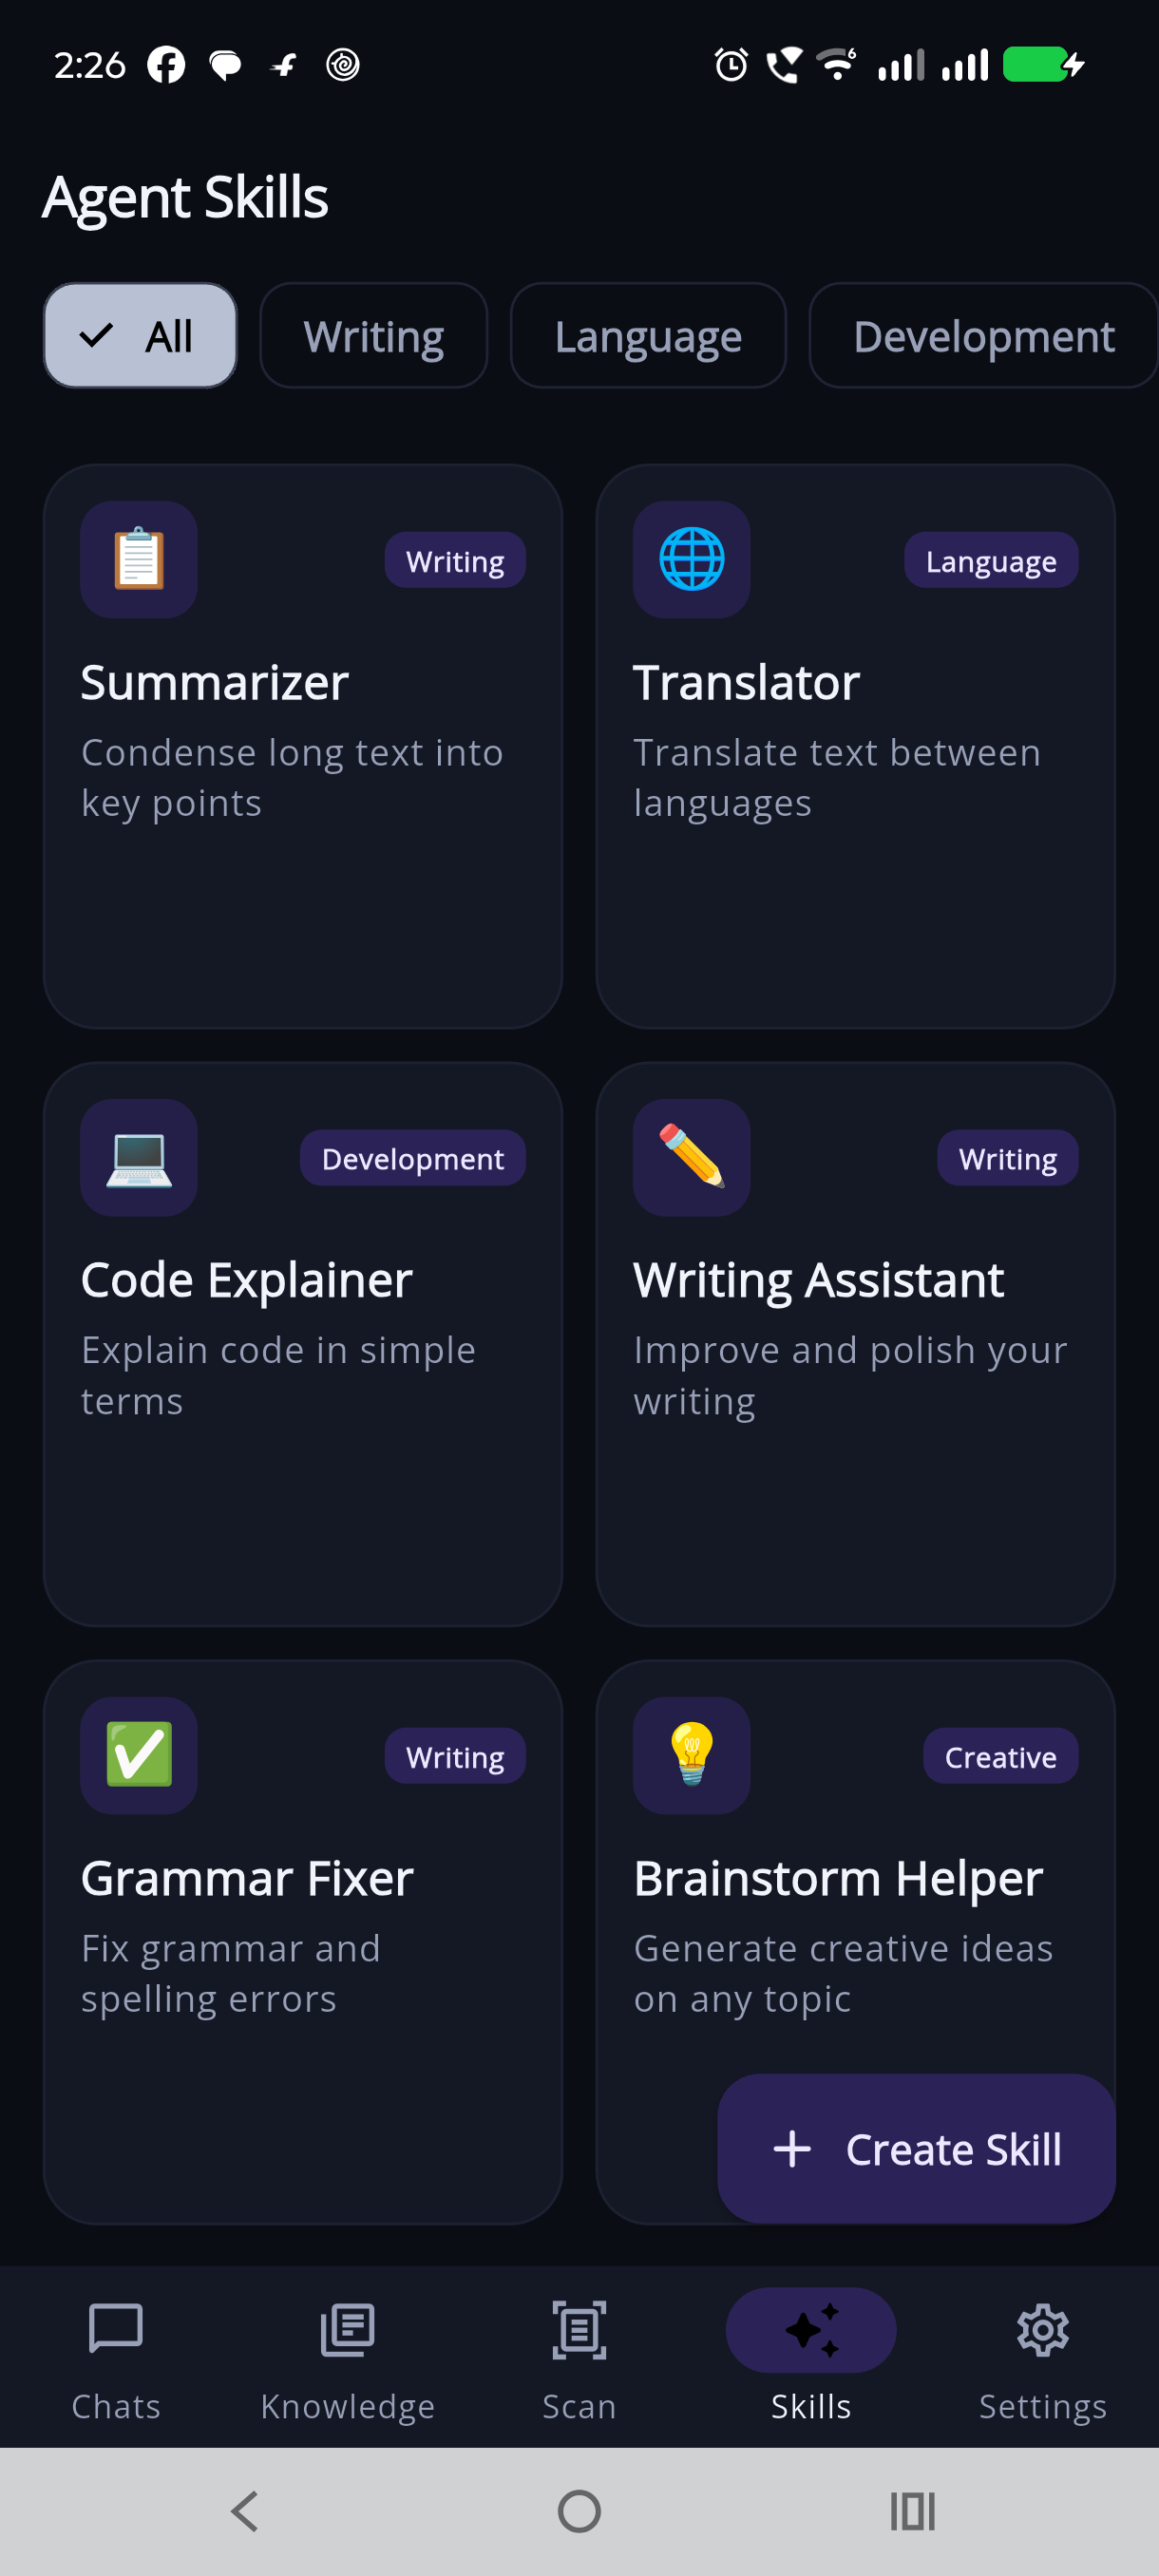 2:26
Agent Skills
All
Writing
Language
Development
Writing
Summarizer
Condense long text into
key points
Language
Translator
Translate text between
languages
Development
Code Explainer
Explain code in simple
terms
Writing
Writing Assistant
Improve and polish your
writing
Writing
Grammar Fixer
Fix grammar and
spelling errors
Creative
Brainstorm Helper
Generate creative ideas
on any topic
Create Skill
Chats
Knowledge
Scan
Skills
Settings